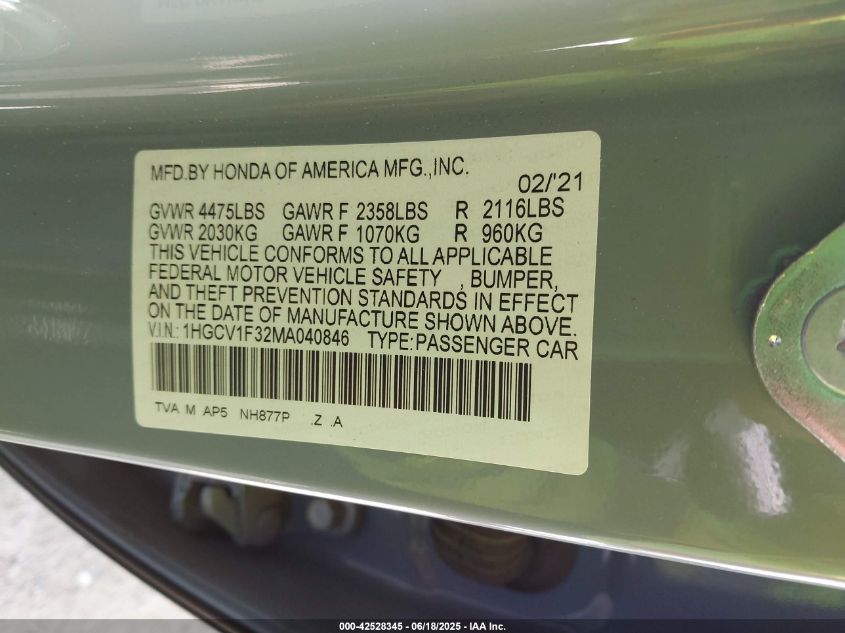 MFD.BY HONDA OF AMERICA MFG.,INC.
02/'21
GVWR 4475LBS GAWR F 2358LBS R 2116LBS
GVWR 2030KG GAWR F 1070KG R 960KG
THIS VEHICLE CONFORMS TO ALL APPLICABLE
FEDERAL MOTOR VEHICLE SAFETY , BUMPER,
AND THEFT PREVENTION STANDARDS IN EFFECT
ON THE DATE OF MANUFACTURE SHOWN ABOVE.
V.I.N.: 1HGCV1F32MA040846 TYPE:PASSENGER CAR
TVA M AP5 NH877P .Z .A
000-42528345 - 06/18/2025 - IAA Inc.